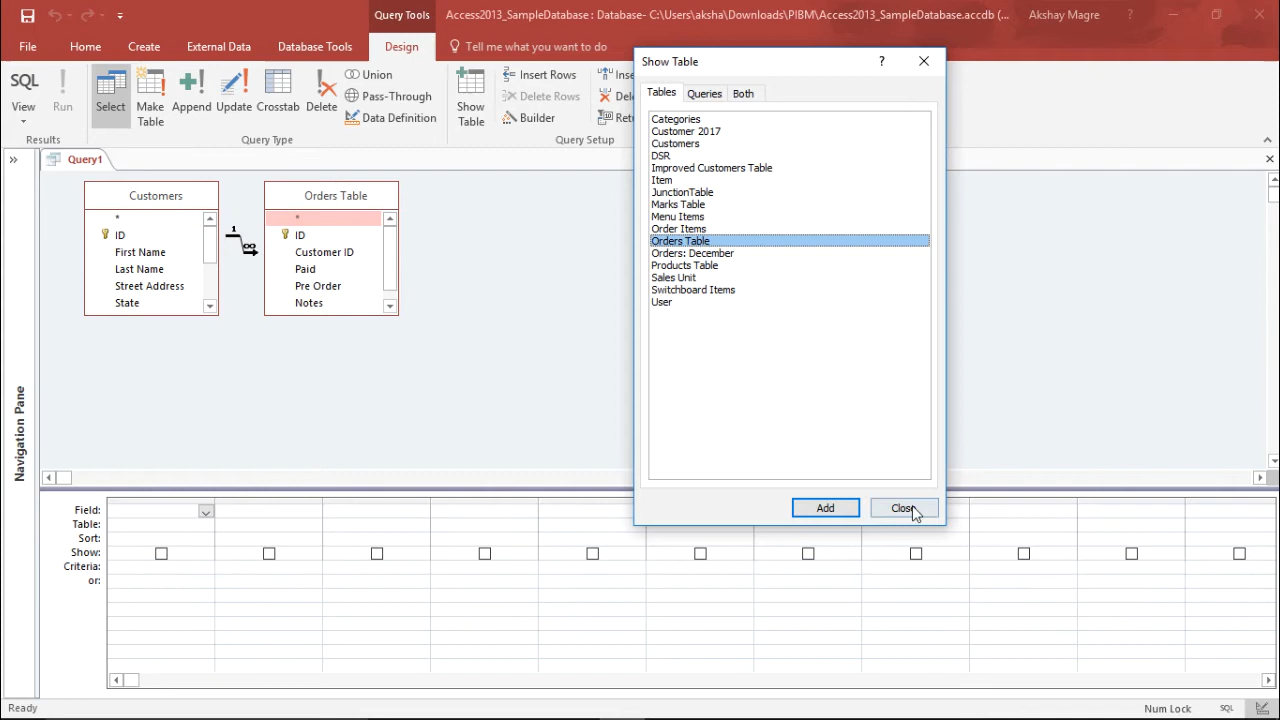 Query Tools
Access2013_SampleDatabase : Database- C:\Users\aksha\Downloads\PIBM\Access2013_SampleDatabase.accdb (...
Akshay Magre
?
File
Home
Create
External Data
Database Tools
Design
Tell me what you want to do
SQL
View
Run
Results
Select
Make
Table
Append
Update
Crosstab
Delete
Union
Pass-Through
Data Definition
Query Type
Show
Table
Insert Rows
Delete Rows
Builder
Query Setup
Query1
Navigation Pane
Customers
*
ID
First Name
Last Name
Street Address
State
1
∞
Orders Table
*
ID
Customer ID
Paid
Pre Order
Notes
Show Table
?
Tables
Queries
Both
Categories
Customer 2017
Customers
DSR
Improved Customers Table
Item
JunctionTable
Marks Table
Menu Items
Order Items
Orders Table
Orders: December
Products Table
Sales Unit
Switchboard Items
User
Add
Field:
Table:
Sort:
Show:
Criteria:
or:
Ready
Num Lock
SQL